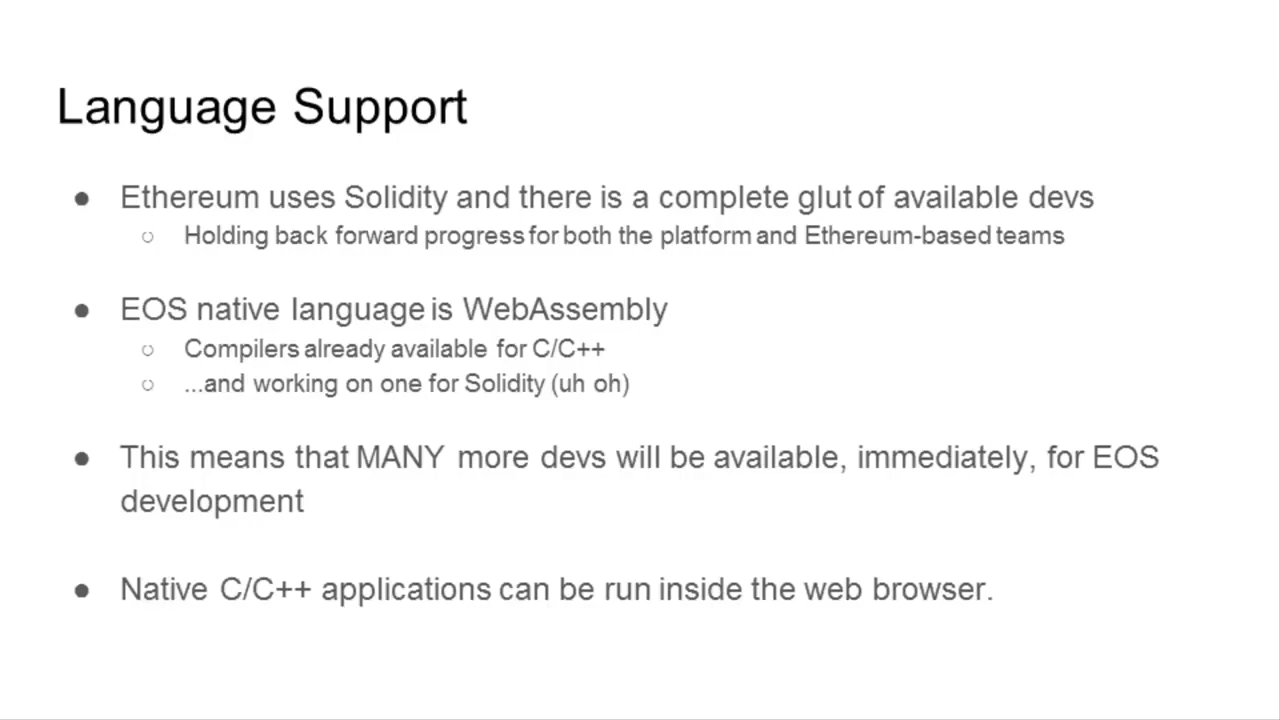 Language Support
● Ethereum uses Solidity and there is a complete glut of available devs
○ Holding back forward progress for both the platform and Ethereum-based teams
● EOS native language is WebAssembly
○ Compilers already available for C/C++
○ ...and working on one for Solidity (uh oh)
● This means that MANY more devs will be available, immediately, for EOS
development
● Native C/C++ applications can be run inside the web browser.